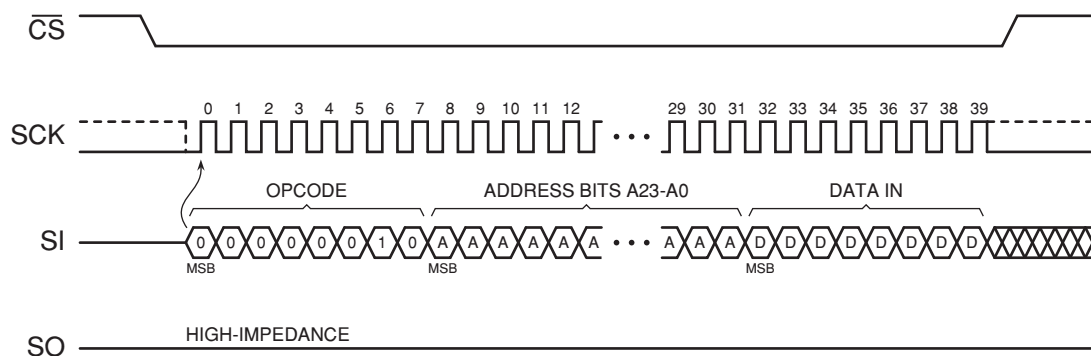 CS
0 1 2 3 4 5 6 7 8 9 10 11 12 29 30 31 32 33 34 35 36 37 38 39
SCK
OPCODE ADDRESS BITS A23-A0 DATA IN
SI 0 0 0 0 0 0 1 0 A A A A A A A A A D D D D D D D D
MSB MSB MSB
HIGH-IMPEDANCE
SO